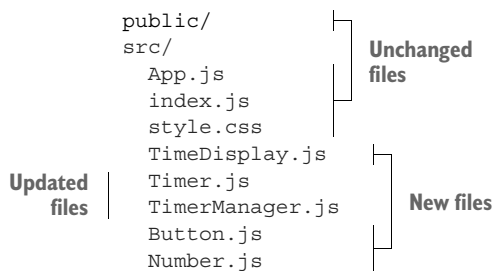 public/
src/
App.js
index.js
style.css
Unchanged
files
TimeDisplay.js
Timer.js
TimerManager.js
Button.js
Number.js
Updated
files
New files